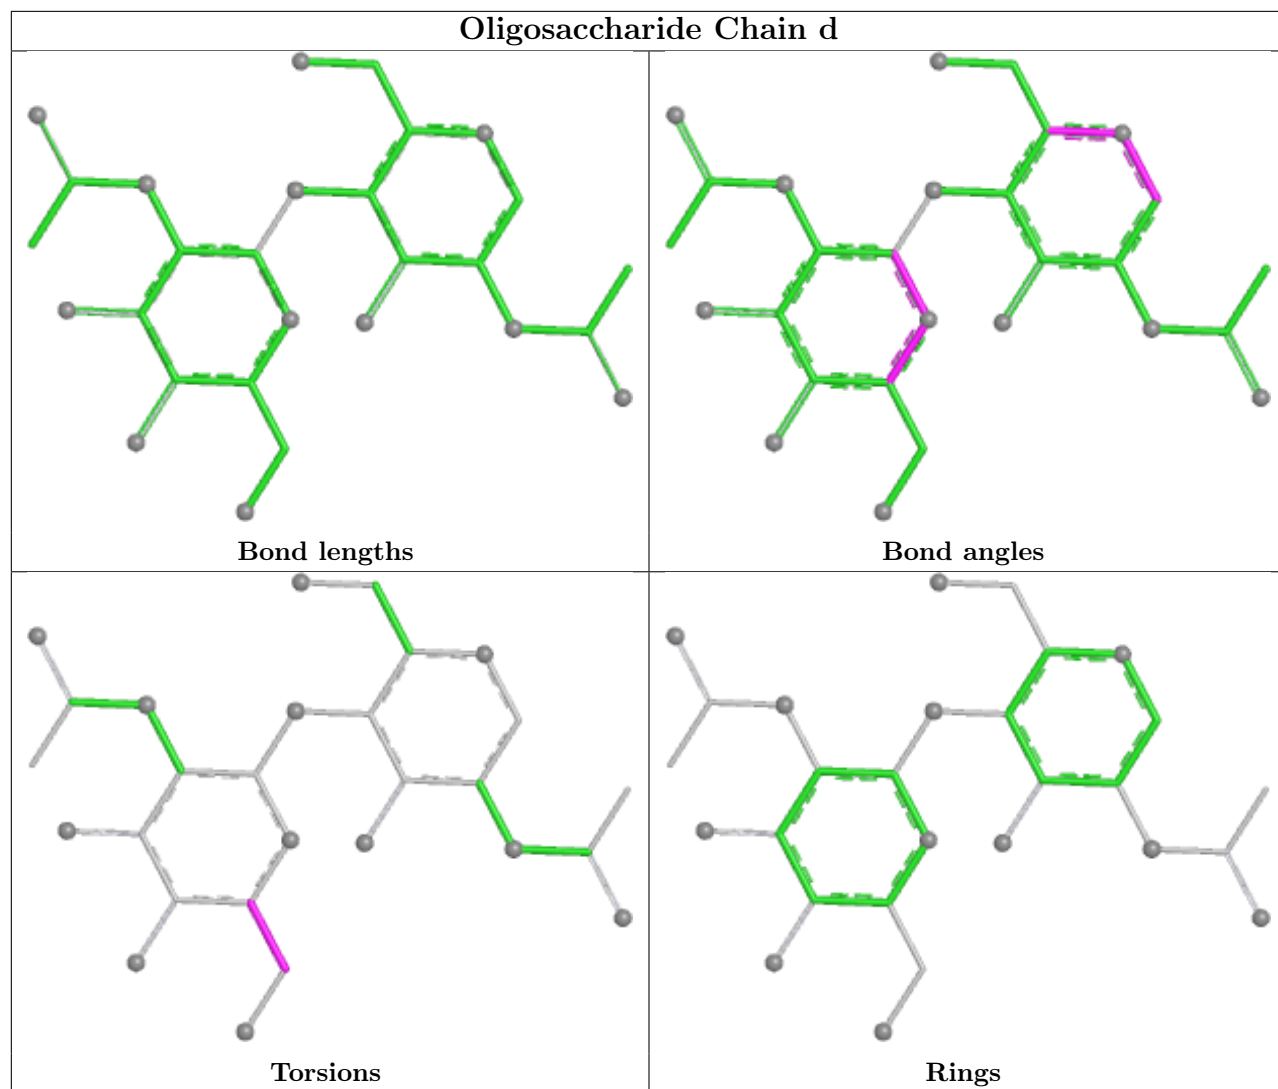 Oligosaccharide Chain d
Bond lengths
Bond angles
Torsions
Rings